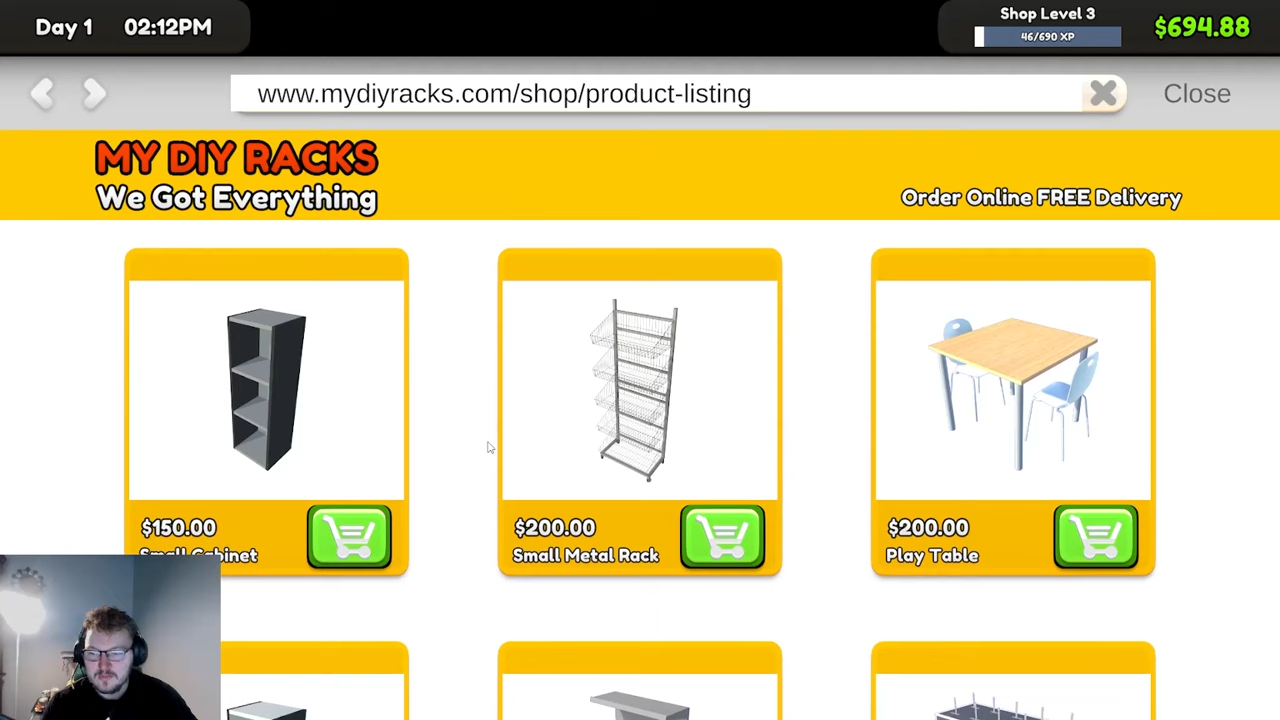 Day 1 02:12PM
Shop Level 3
46/690 XP
$694.88
www.mydiyracks.com/shop/product-listing
Close
MY DIY RACKS
We Got Everything
Order Online FREE Delivery
$150.00
Small Cabinet
$200.00
Small Metal Rack
$200.00
Play Table